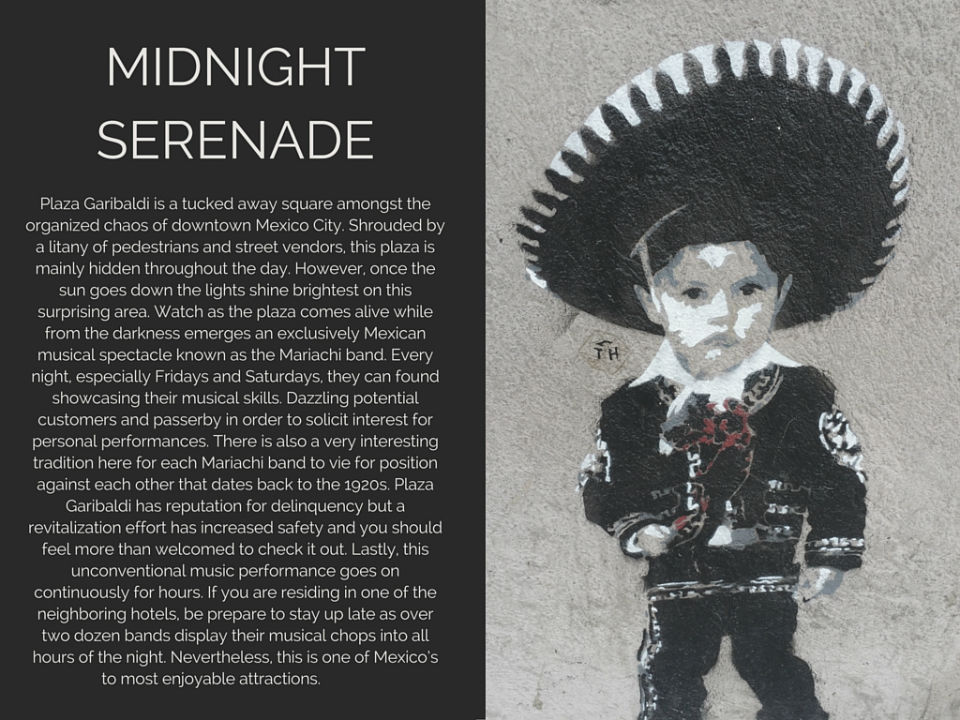 MIDNIGHT
SERENADE
Plaza Garibaldi is a tucked away square amongst the
organized chaos of downtown Mexico City. Shrouded by
a litany of pedestrians and street vendors, this plaza is
mainly hidden throughout the day. However, once the
sun goes down the lights shine brightest on this
surprising area. Watch as the plaza comes alive while
from the darkness emerges an exclusively Mexican
musical spectacle known as the Mariachi band. Every
night, especially Fridays and Saturdays, they can found
showcasing their musical skills. Dazzling potential
customers and passerby in order to solicit interest for
personal performances. There is also a very interesting
tradition here for each Mariachi band to vie for position
against each other that dates back to the 1920s. Plaza
Garibaldi has reputation for delinquency but a
revitalization effort has increased safety and you should
feel more than welcomed to check it out. Lastly, this
unconventional music performance goes on
continuously for hours. If you are residing in one of the
neighboring hotels, be prepare to stay up late as over
two dozen bands display their musical chops into all
hours of the night. Nevertheless, this is one of Mexico's
to most enjoyable attractions.
TH